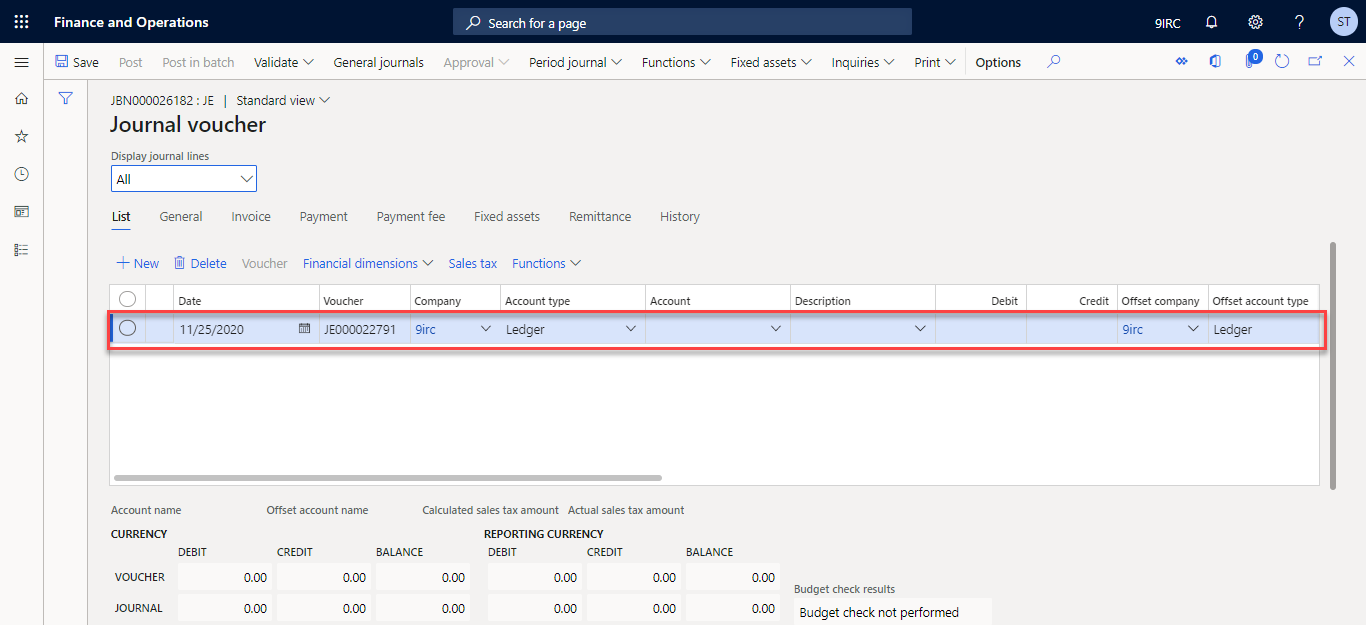 Finance and Operations Search for a page 9IRC ? ST
Save Post Post in batch Validate General journals Approval Period journal Functions Fixed assets Inquiries Print Options 0
JBN000026182 : JE | Standard view
Journal voucher
Display journal lines
All
List General Invoice Payment Payment fee Fixed assets Remittance History
+ New Delete Voucher Financial dimensions Sales tax Functions
Date Voucher Company Account type Account Description Debit Credit Offset company Offset account type
11/25/2020 JE000022791 9irc Ledger 9irc Ledger
Account name Offset account name Calculated sales tax amount Actual sales tax amount
CURRENCY REPORTING CURRENCY
DEBIT CREDIT BALANCE DEBIT CREDIT BALANCE
VOUCHER 0.00 0.00 0.00 0.00 0.00 0.00
Budget check results
JOURNAL 0.00 0.00 0.00 0.00 0.00 0.00
Budget check not performed